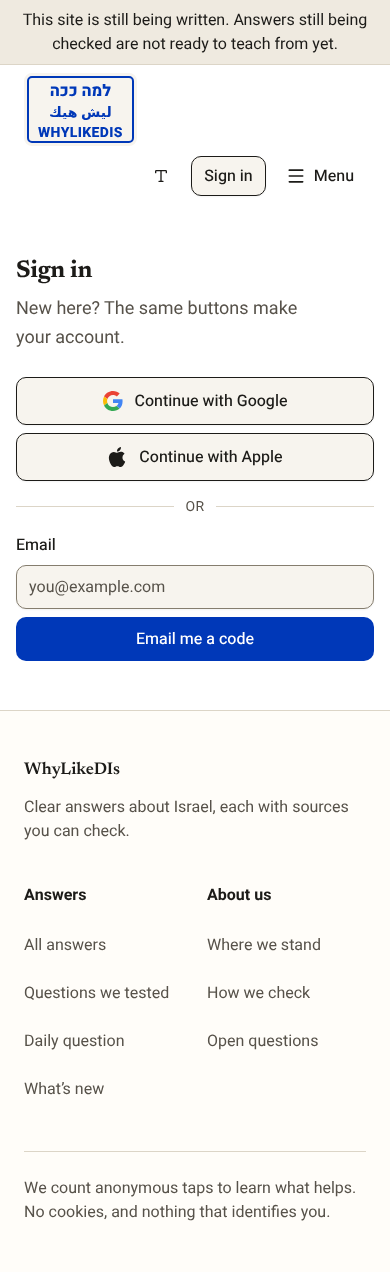 This site is still being written. Answers still being
checked are not ready to teach from yet.
למה ככה
ليش هيك
WHYLIKEDIS
T
Sign in
Menu
Sign in
New here? The same buttons make
your account.
Continue with Google
Continue with Apple
OR
Email
you@example.com
Email me a code
WhyLikeDIs
Clear answers about Israel, each with sources
you can check.
Answers
About us
All answers
Where we stand
Questions we tested
How we check
Daily question
Open questions
What’s new
We count anonymous taps to learn what helps.
No cookies, and nothing that identifies you.